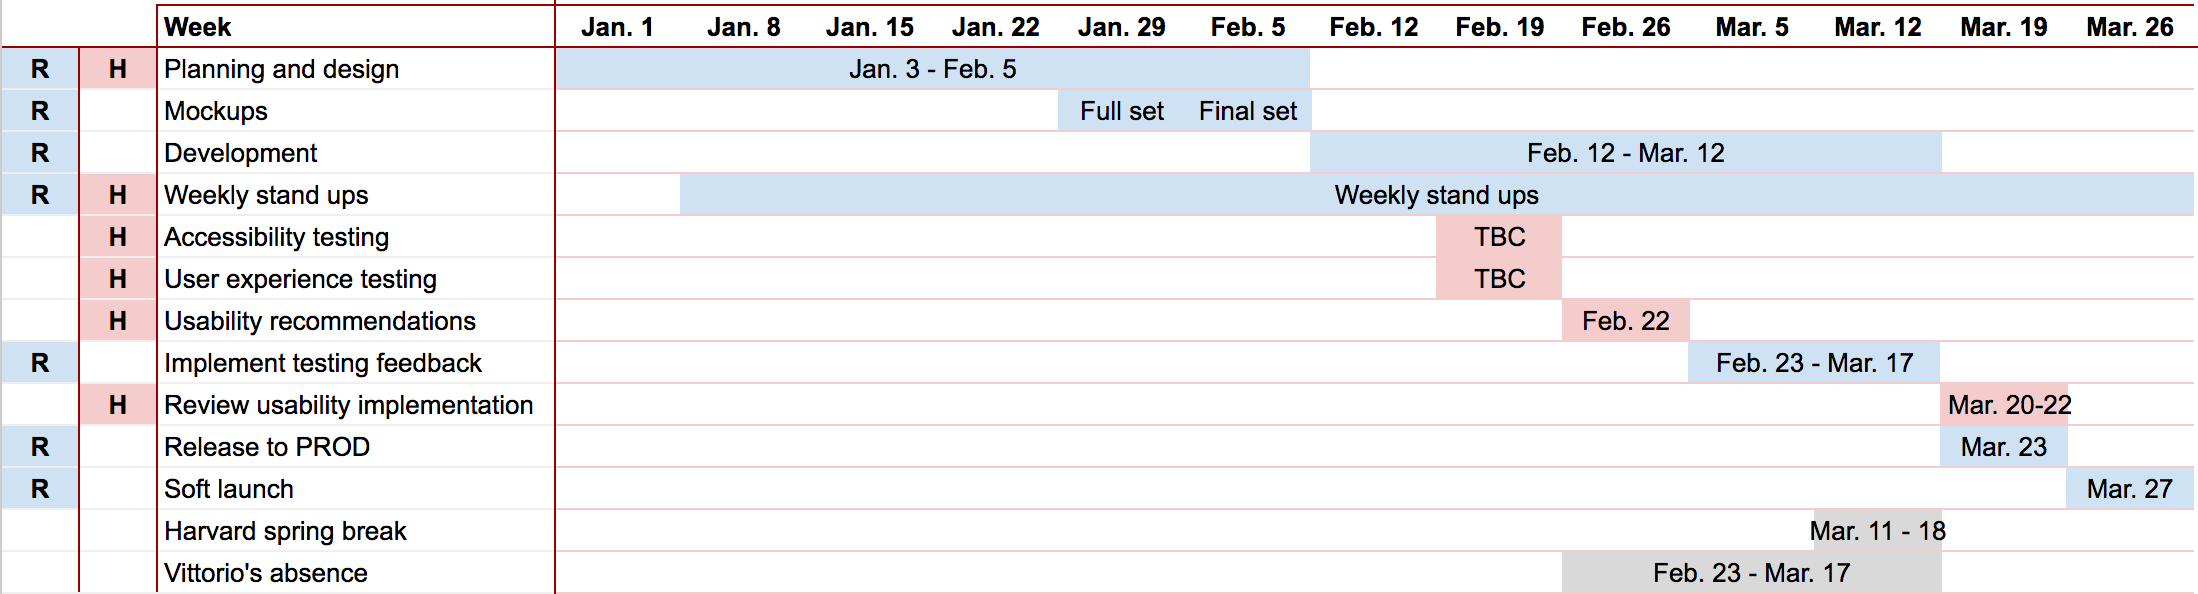 Week Jan. 1 Jan. 8 Jan. 15 Jan. 22 Jan. 29 Feb. 5 Feb. 12 Feb. 19 Feb. 26 Mar. 5 Mar. 12 Mar. 19 Mar. 26
R H Planning and design Jan. 3 - Feb. 5
R Mockups Full set Final set
R Development Feb. 12 - Mar. 12
R H Weekly stand ups Weekly stand ups
H Accessibility testing TBC
H User experience testing TBC
H Usability recommendations Feb. 22
R Implement testing feedback Feb. 23 - Mar. 17
H Review usability implementation Mar. 20-22
R Release to PROD Mar. 23
R Soft launch Mar. 27
Harvard spring break Mar. 11 - 18
Vittorio's absence Feb. 23 - Mar. 17